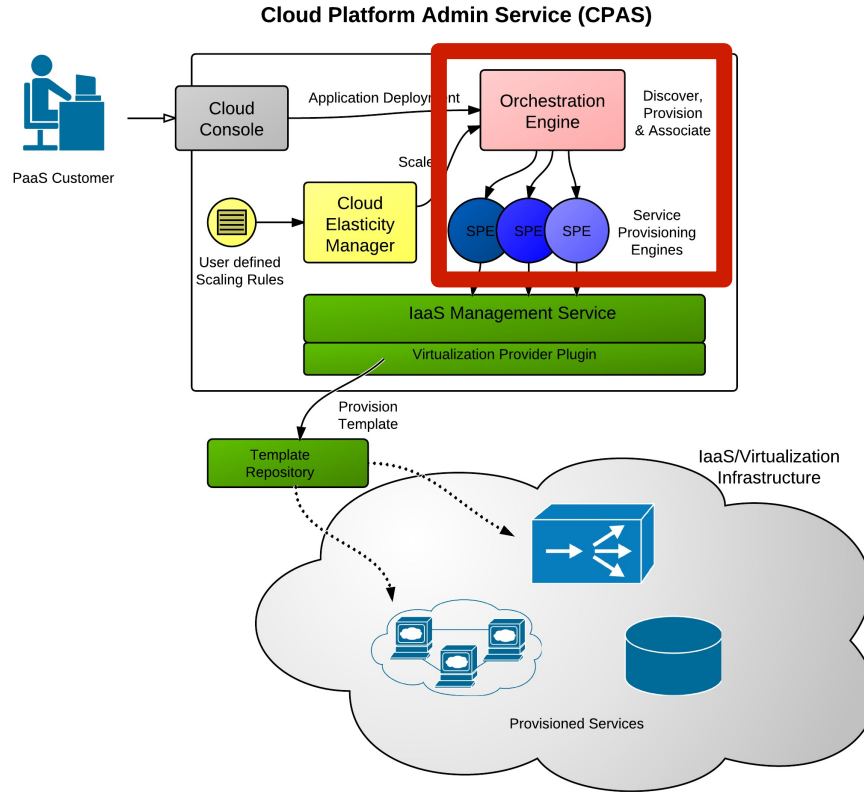 Cloud Platform Admin Service (CPAS)
PaaS Customer
Cloud
Console
Application Deployment
Orchestration
Engine
Discover,
Provision
& Associate
Scale
User defined
Scaling Rules
Cloud
Elasticity
Manager
SPE
SPE
SPE
Service
Provisioning
Engines
IaaS Management Service
Virtualization Provider Plugin
Provision
Template
Template
Repository
IaaS/Virtualization
Infrastructure
Provisioned Services